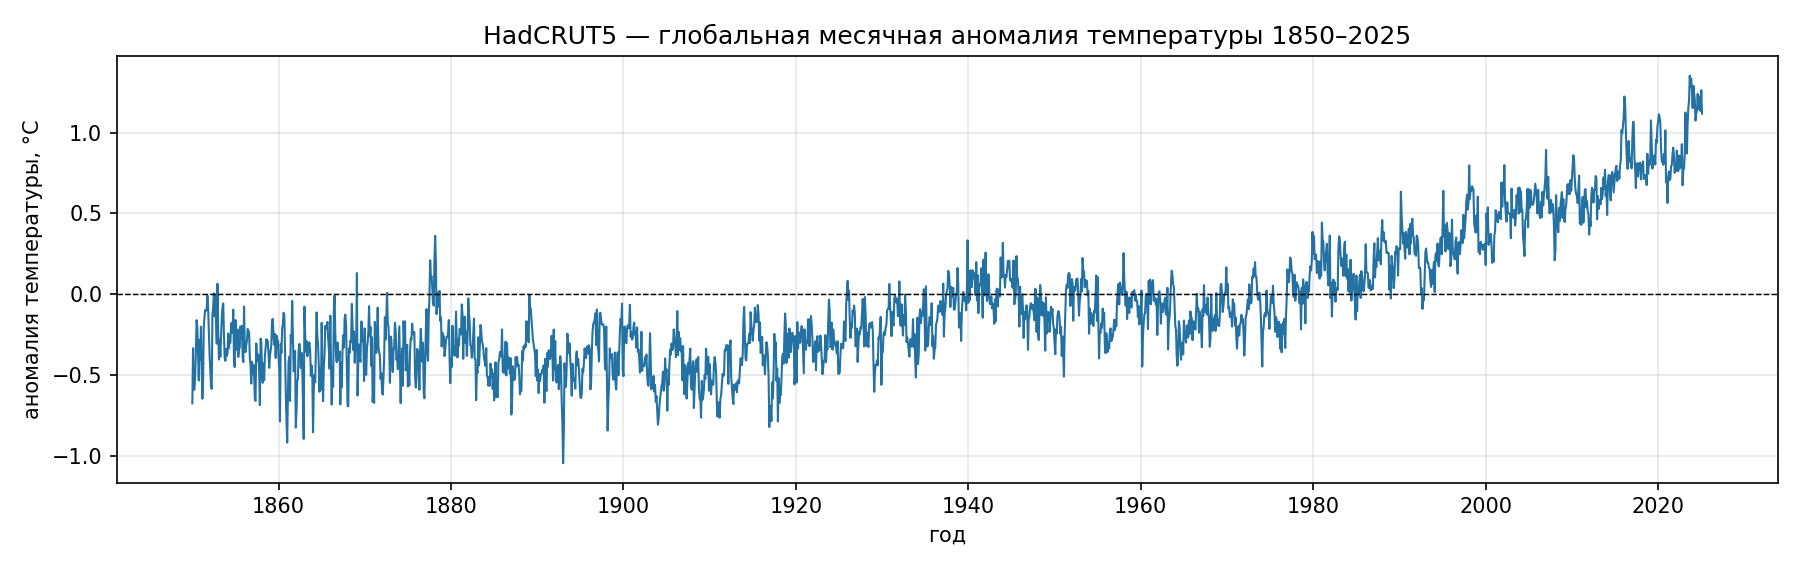 HadCRUT5 — глобальная месячная аномалия температуры 1850–2025
аномалия температуры, °C
1.0
0.5
0.0
−0.5
−1.0
1860 1880 1900 1920 1940 1960 1980 2000 2020
год